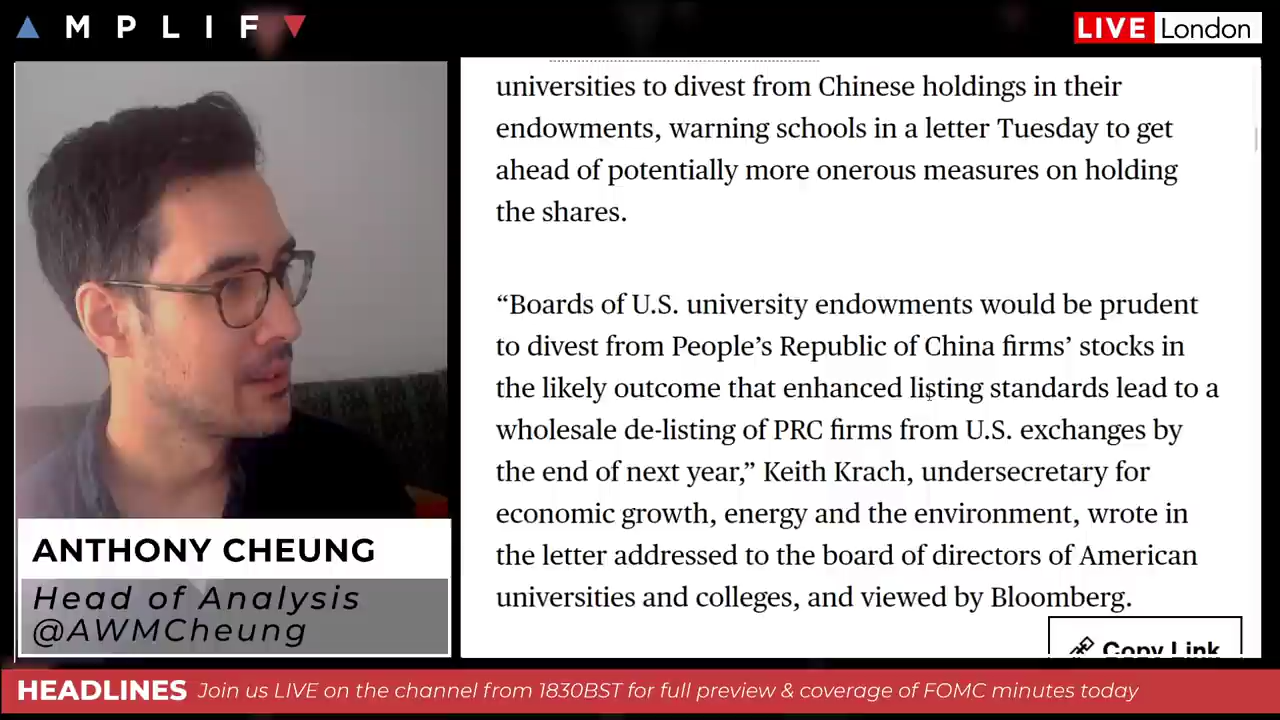 AMPLIFY
LIVE London
universities to divest from Chinese holdings in their
endowments, warning schools in a letter Tuesday to get
ahead of potentially more onerous measures on holding
the shares.
“Boards of U.S. university endowments would be prudent
to divest from People’s Republic of China firms’ stocks in
the likely outcome that enhanced listing standards lead to a
wholesale de-listing of PRC firms from U.S. exchanges by
the end of next year,” Keith Krach, undersecretary for
economic growth, energy and the environment, wrote in
the letter addressed to the board of directors of American
universities and colleges, and viewed by Bloomberg.
Copy Link
ANTHONY CHEUNG
Head of Analysis
@AWMCheung
HEADLINES Join us LIVE on the channel from 1830BST for full preview & coverage of FOMC minutes today